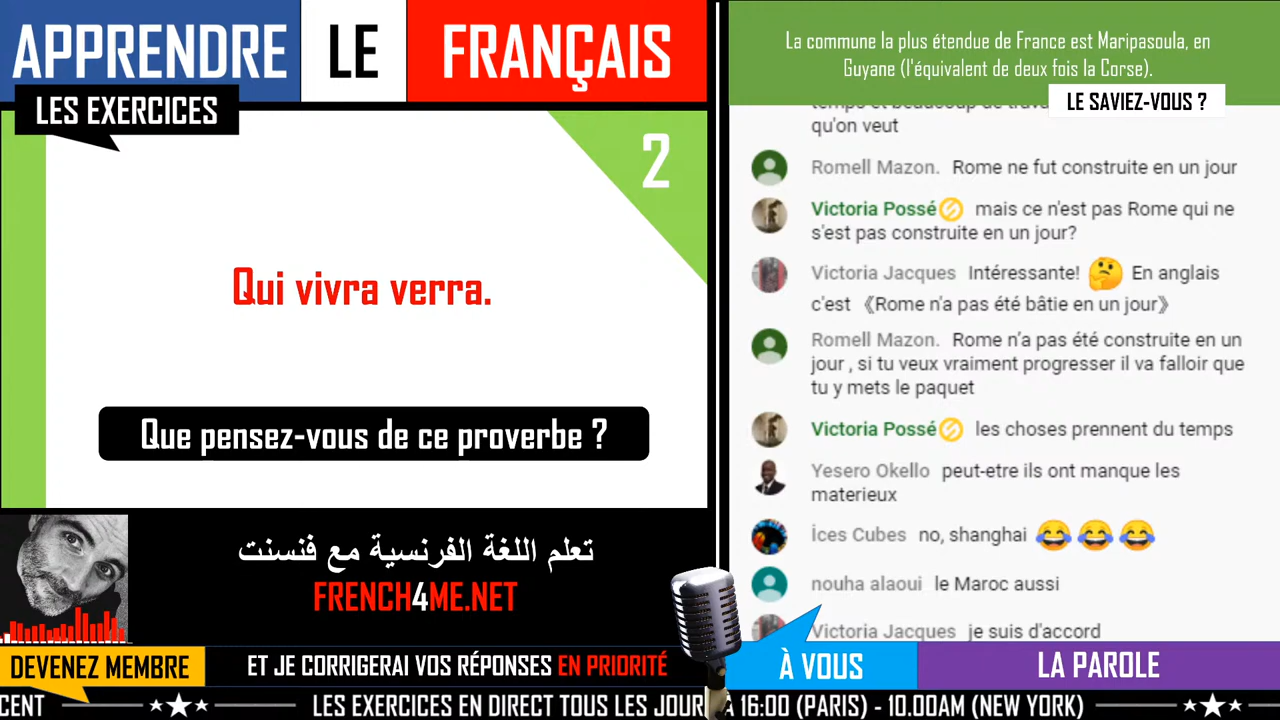 APPRENDRE LE FRANÇAIS
LES EXERCICES
2
Qui vivra verra.
Que pensez-vous de ce proverbe ?
تعلم اللغة الفرنسية مع فنسنت
FRENCH4ME.NET
DEVENEZ MEMBRE
ET JE CORRIGERAI VOS RÉPONSES EN PRIORITÉ
La commune la plus étendue de France est Maripasoula, en
Guyane (l'équivalent de deux fois la Corse).
LE SAVIEZ-VOUS ?
temps et beaucoup de
qu'on veut
Romell Mazon. Rome ne fut construite en un jour
Victoria Possé mais ce n'est pas Rome qui ne
s'est pas construite en un jour?
Victoria Jacques Intéressante! 🤔 En anglais
c'est 《Rome n'a pas été bâtie en un jour》
Romell Mazon. Rome n’a pas été construite en un
jour , si tu veux vraiment progresser il va falloir que
tu y mets le paquet
Victoria Possé les choses prennent du temps
Yesero Okello peut-etre ils ont manque les
materieux
İces Cubes no, shanghai 😂 😂 😂
nouha alaoui le Maroc aussi
Victoria Jacques je suis d'accord
À VOUS
LA PAROLE
CENT
LES EXERCICES EN DIRECT TOUS LES JOUR À 16:00 (PARIS) - 10.00AM (NEW YORK)